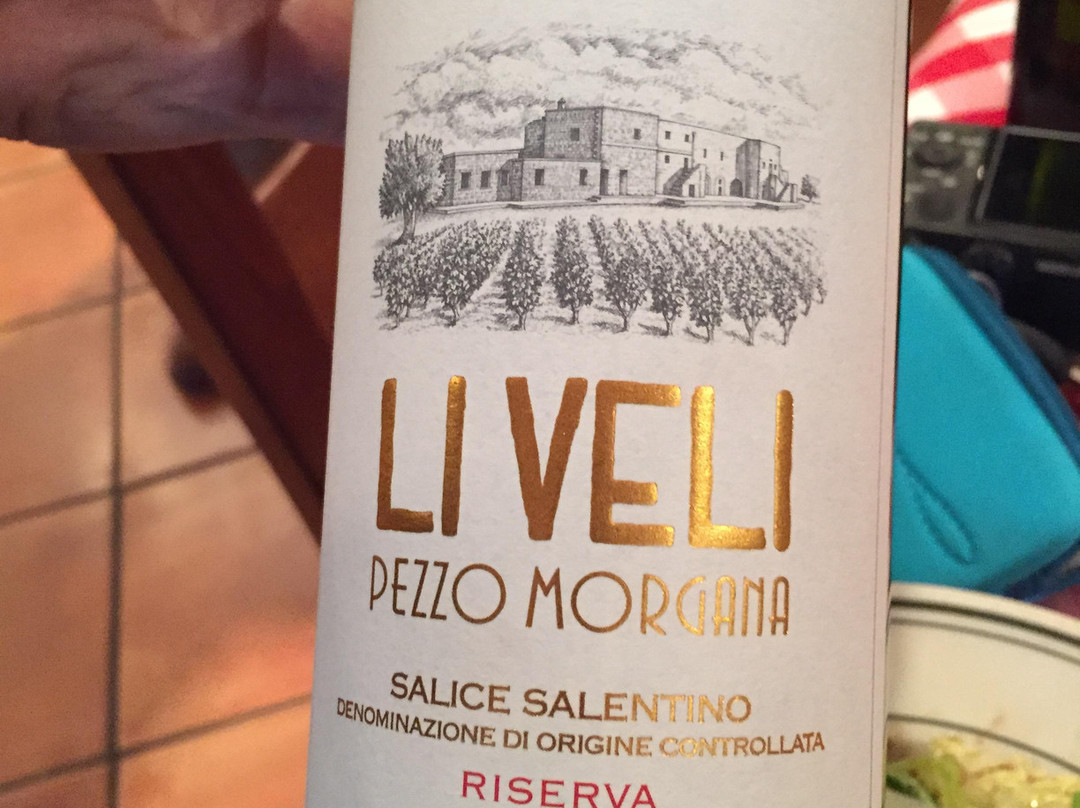 LI VELI
PEZZO MORGANA
SALICE SALENTINO
DENOMINAZIONE DI ORIGINE CONTROLLATA
RISERVA